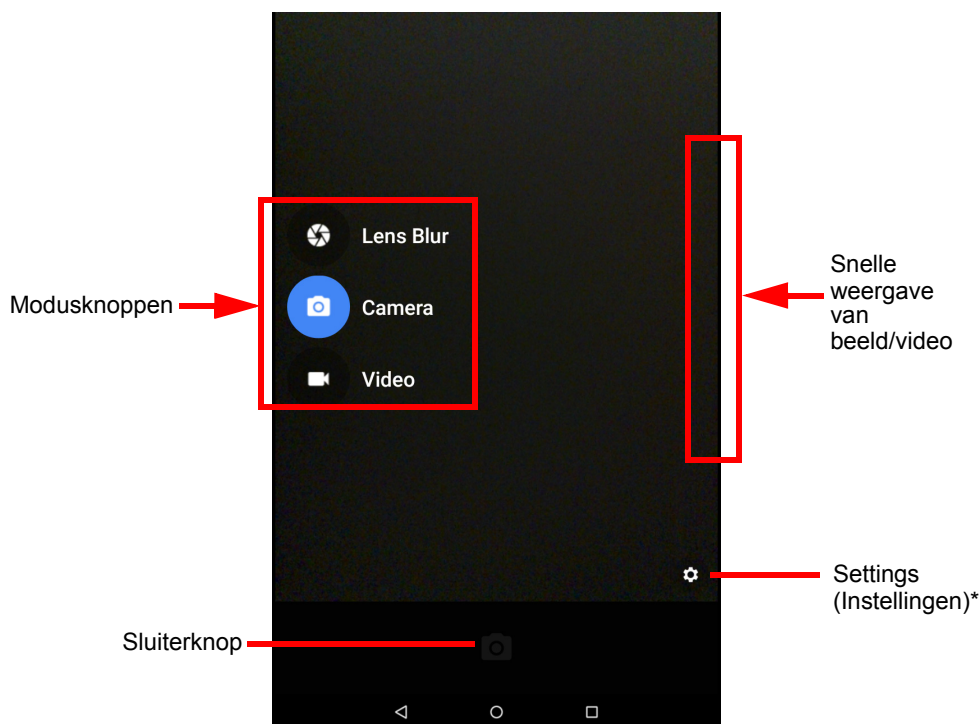 Lens Blur
Camera
Video
Modusknoppen
Snelle
weergave
van
beeld/video
Settings
(Instellingen)*
Sluiterknop